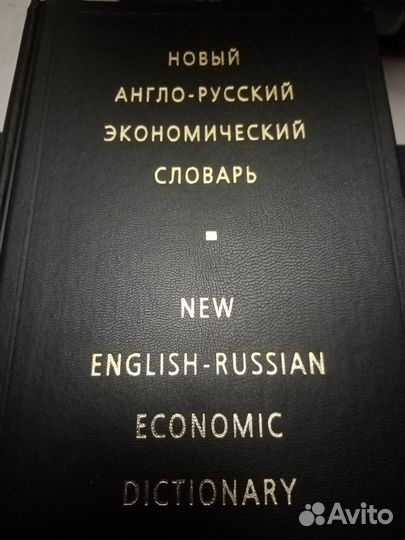 НОВЫЙ
АНГЛО-РУССКИЙ
ЭКОНОМИЧЕСКИЙ
СЛОВАРЬ
NEW
ENGLISH-RUSSIAN
ECONOMIC
DICTIONARY
Avito